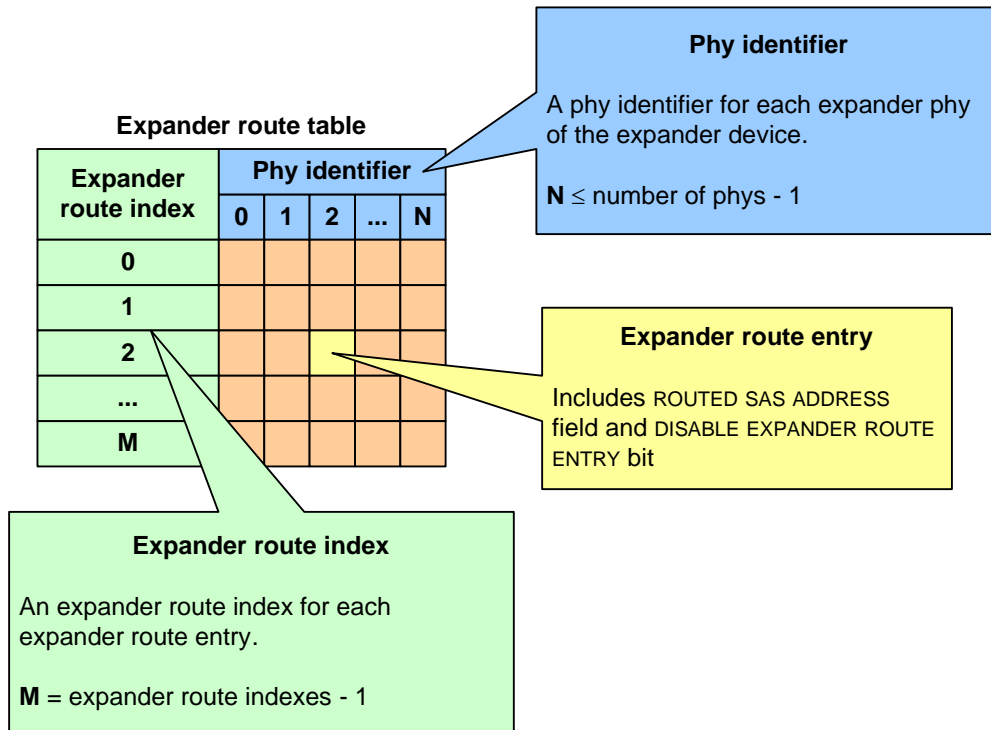 Phy identifier
A phy identifier for each expander phy
of the expander device.
N ≤ number of phys - 1
Expander route table
Expander
route index
Phy identifier
0 1 2 ... N
0
1
2
...
M
Expander route entry
Includes ROUTED SAS ADDRESS
field and DISABLE EXPANDER ROUTE
ENTRY bit
Expander route index
An expander route index for each
expander route entry.
M = expander route indexes - 1